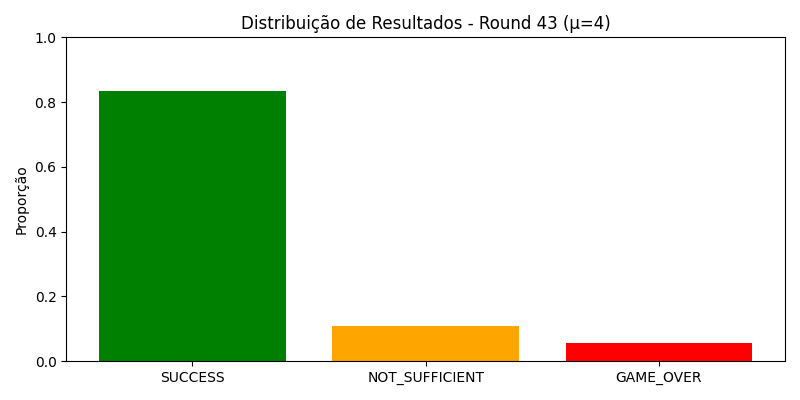 Distribuição de Resultados - Round 43 (μ=4)
1.0
0.8
0.6
0.4
0.2
0.0
Proporção
SUCCESS
NOT_SUFFICIENT
GAME_OVER